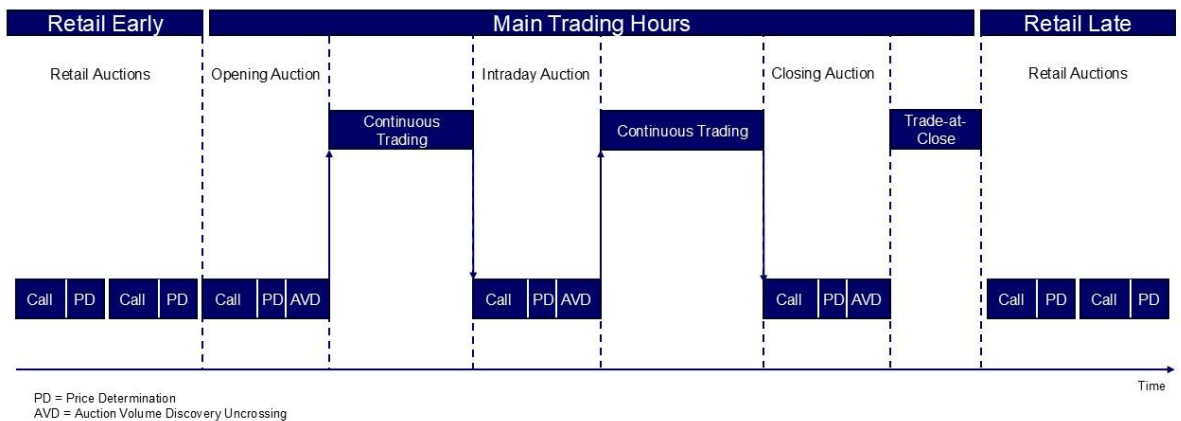 Retail Early
Main Trading Hours
Retail Late
Retail Auctions
Opening Auction
Intraday Auction
Closing Auction
Retail Auctions
Continuous
Trading
Continuous Trading
Trade-at-
Close
Call PD Call PD Call PD AVD Call PD AVD Call PD AVD Call PD Call PD
Time
PD = Price Determination
AVD = Auction Volume Discovery Uncrossing